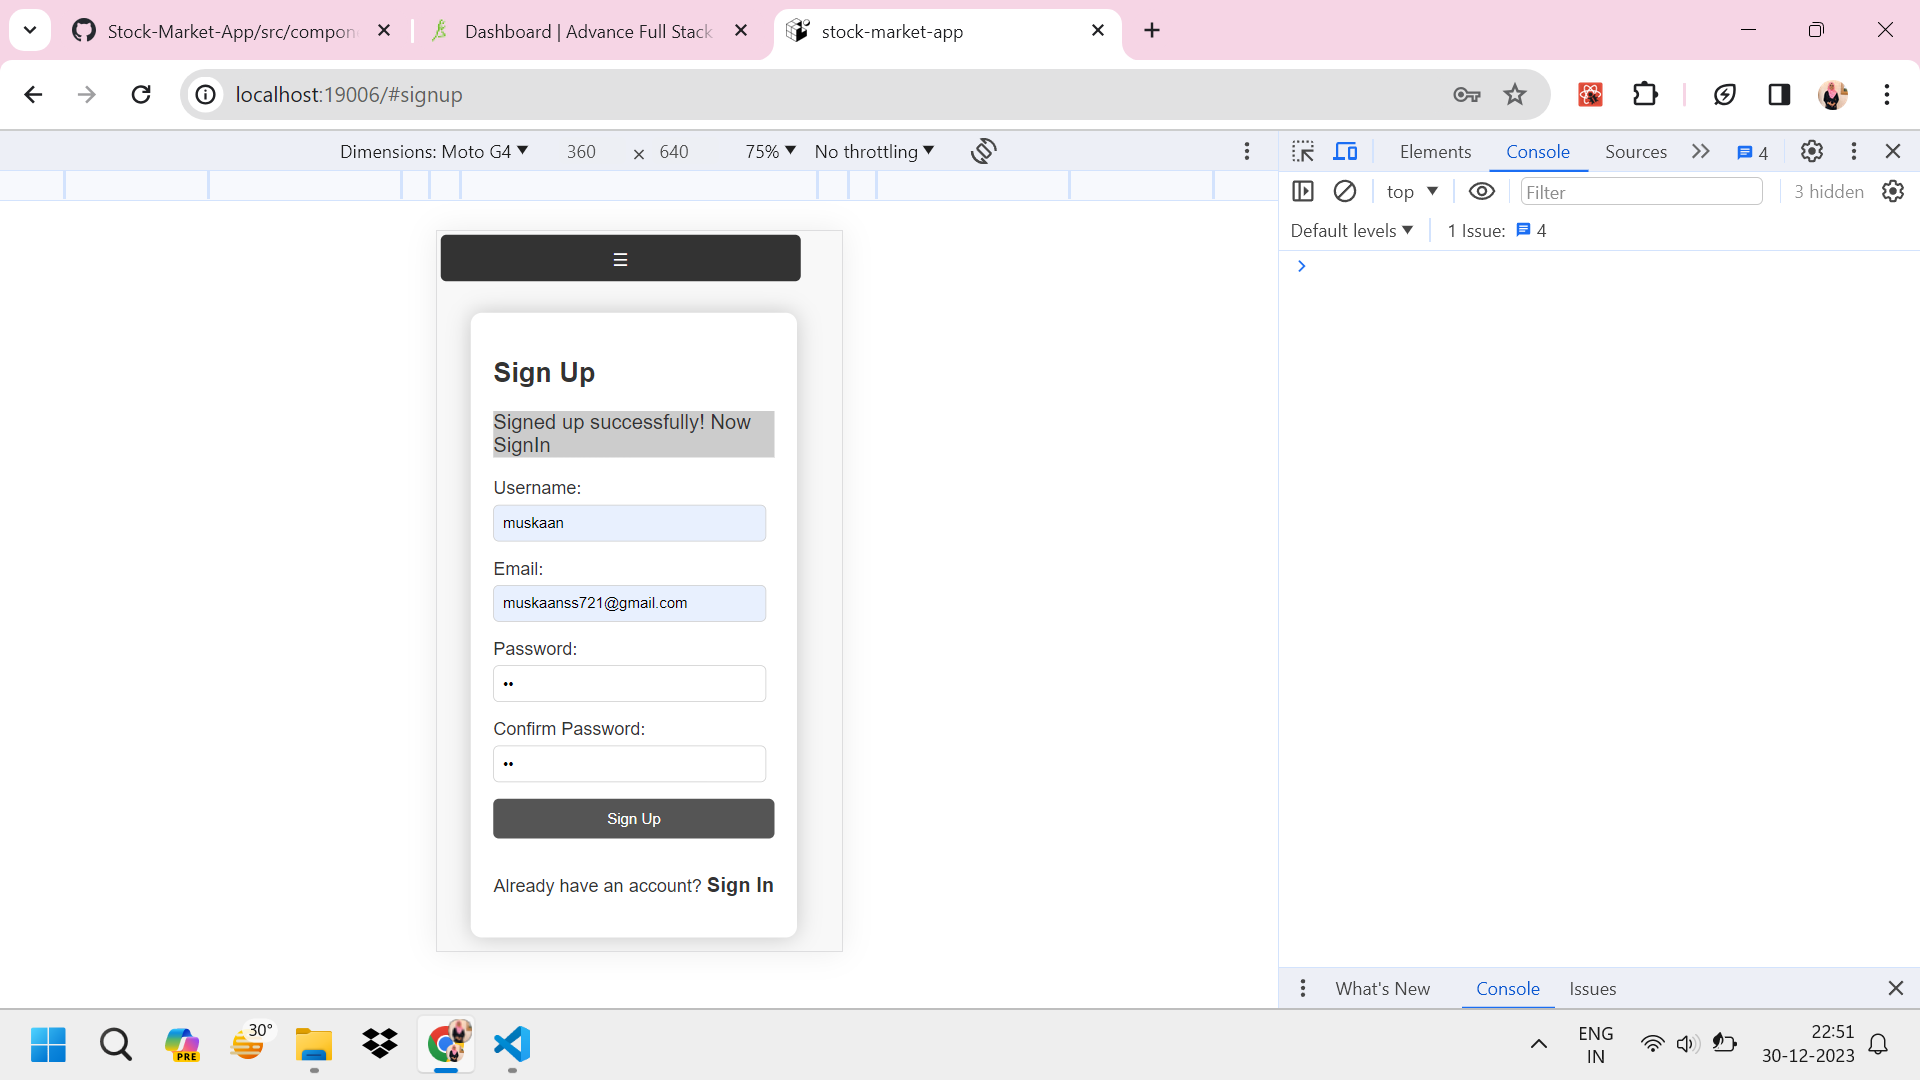 Stock-Market-App/src/compon
Dashboard | Advance Full Stack
stock-market-app
localhost:19006/#signup
Dimensions: Moto G4 360 × 640 75% No throttling
Elements Console Sources 4
top Filter 3 hidden
Default levels 1 Issue: 4
☰
Sign Up
Signed up successfully! Now
SignIn
Username:
muskaan
Email:
muskaanss721@gmail.com
Password:
••
Confirm Password:
••
Sign Up
Already have an account? Sign In
What's New Console Issues
30°
PRE
ENG
IN
22:51
30-12-2023